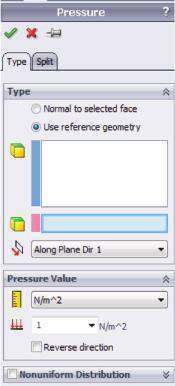 Pressure ?
Type Split
Type
Normal to selected face
Use reference geometry
Along Plane Dir 1
Pressure Value
N/m^2
1 N/m^2
Reverse direction
Nonuniform Distribution